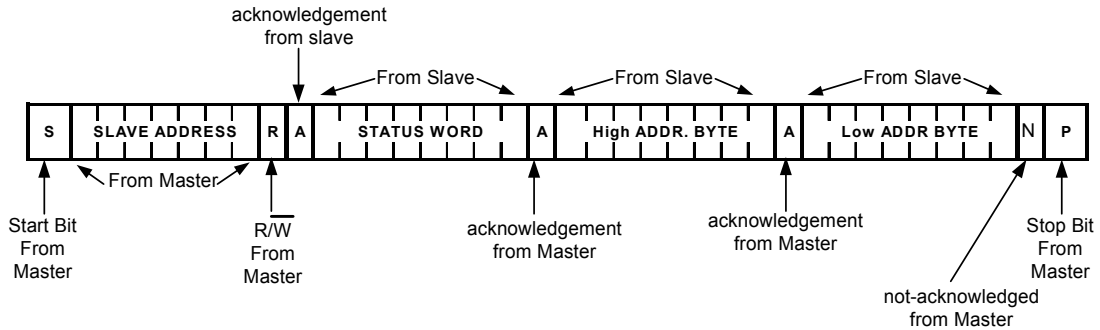 acknowledgement
from slave
From Slave
From Slave
From Slave
S SLAVE ADDRESS R A STATUS WORD A High ADDR. BYTE A Low ADDR BYTE N P
From Master
Start Bit
From
Master
R/W̅
From
Master
acknowledgement
from Master
acknowledgement
from Master
Stop Bit
From
Master
not-acknowledged
from Master